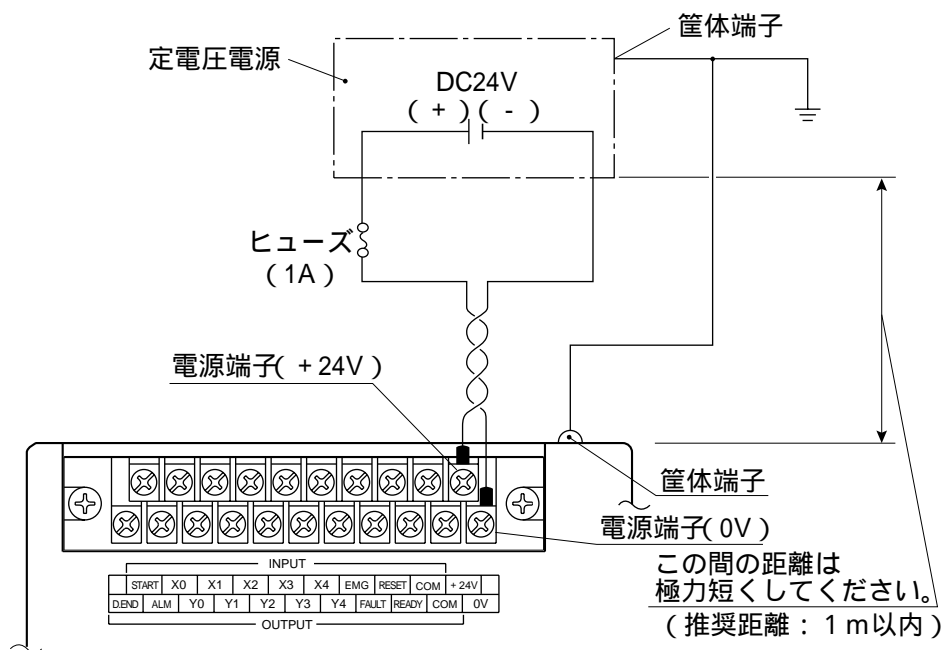 筐体端子
定電圧電源
DC24V
(+)(-)
ヒューズ
(1A)
電源端子(+24V)
筐体端子
電源端子(0V)
この間の距離は
極力短くしてください。
(推奨距離:1m以内)
INPUT
START X0 X1 X2 X3 X4 EMG RESET COM +24V
D.END ALM Y0 Y1 Y2 Y3 Y4 FAULT READY COM 0V
OUTPUT